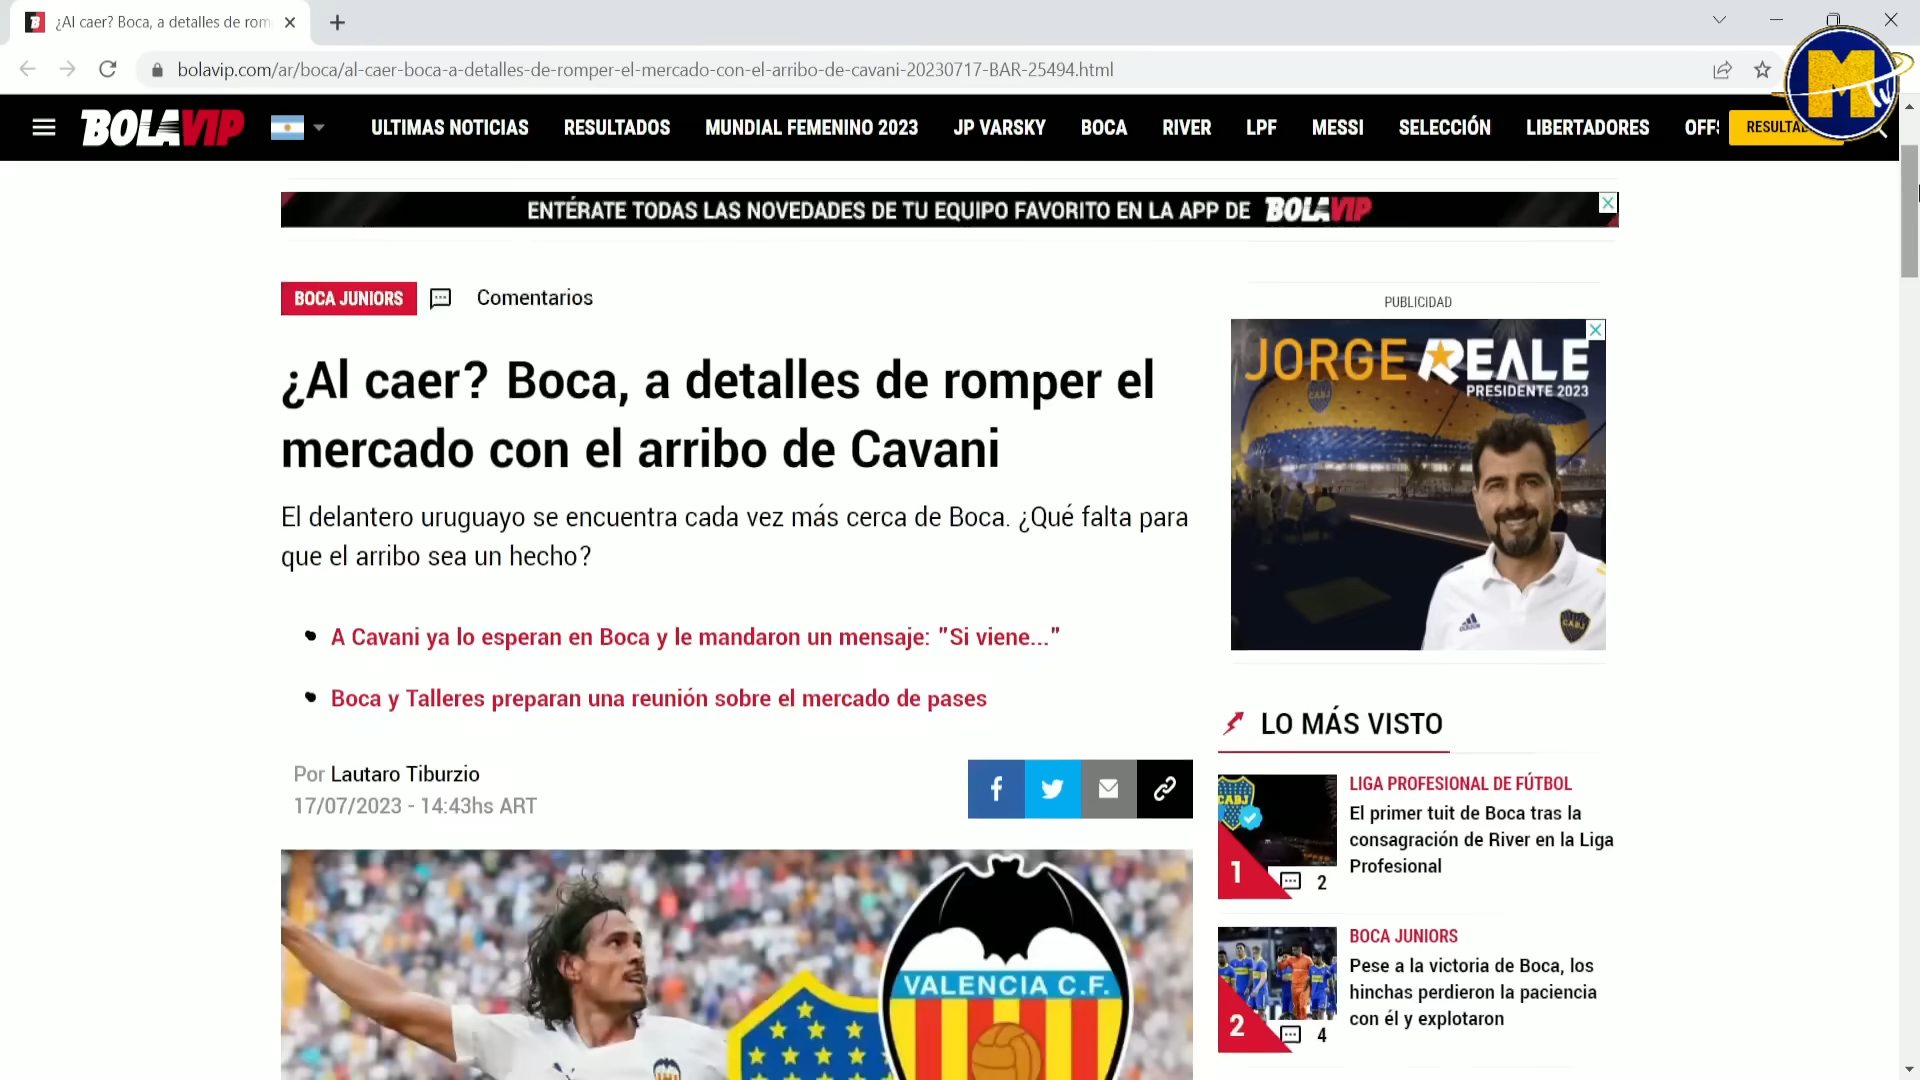 ¿Al caer? Boca, a detalles de rom
bolavip.com/ar/boca/al-caer-boca-a-detalles-de-romper-el-mercado-con-el-arribo-de-cavani-20230717-BAR-25494.html
M
BOLAVIP
ULTIMAS NOTICIAS
RESULTADOS
MUNDIAL FEMENINO 2023
JP VARSKY
BOCA
RIVER
LPF
MESSI
SELECCIÓN
LIBERTADORES
ENTÉRATE TODAS LAS NOVEDADES DE TU EQUIPO FAVORITO EN LA APP DE BOLAVIP
BOCA JUNIORS
Comentarios
¿Al caer? Boca, a detalles de romper el
mercado con el arribo de Cavani
El delantero uruguayo se encuentra cada vez más cerca de Boca. ¿Qué falta para
que el arribo sea un hecho?
A Cavani ya lo esperan en Boca y le mandaron un mensaje: "Si viene..."
Boca y Talleres preparan una reunión sobre el mercado de pases
Por Lautaro Tiburzio
17/07/2023 - 14:43hs ART
VALENCIA C.F.
PUBLICIDAD
JORGE REALE
PRESIDENTE 2023
CABJ
CABJ
LO MÁS VISTO
CABJ
1
2
LIGA PROFESIONAL DE FÚTBOL
El primer tuit de Boca tras la
consagración de River en la Liga
Profesional
2
4
BOCA JUNIORS
Pese a la victoria de Boca, los
hinchas perdieron la paciencia
con él y explotaron